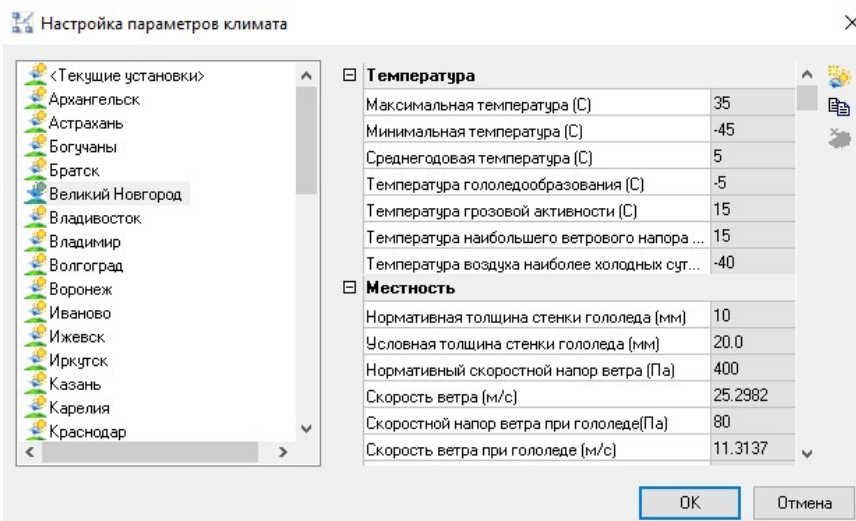 Настройка параметров климата
<Текущие установки>
Архангельск
Астрахань
Богучаны
Братск
Великий Новгород
Владивосток
Владимир
Волгоград
Воронеж
Иваново
Ижевск
Иркутск
Казань
Карелия
Краснодар
Температура
Максимальная температура (C) 35
Минимальная температура (C) -45
Среднегодовая температура (C) 5
Температура гололедообразования (C) -5
Температура грозовой активности (C) 15
Температура наибольшего ветрового напора ... 15
Температура воздуха наиболее холодных сут... -40
Местность
Нормативная толщина стенки гололеда (мм) 10
Условная толщина стенки гололеда (мм) 20.0
Нормативный скоростной напор ветра (Па) 400
Скорость ветра (м/с) 25.2982
Скоростной напор ветра при гололеде(Па) 80
Скорость ветра при гололеде (м/с) 11.3137
OK Отмена